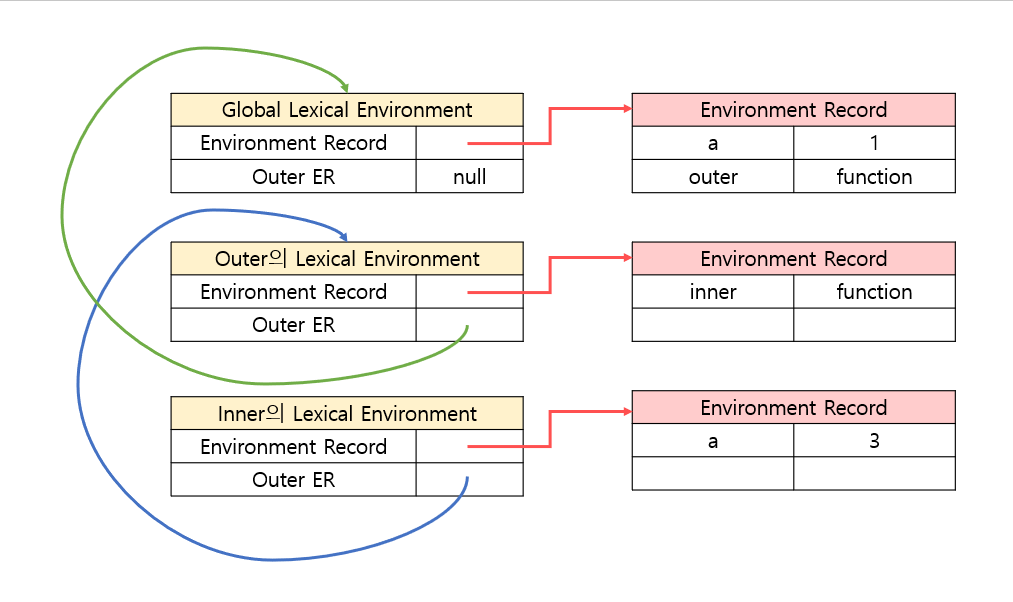 Global Lexical Environment
Environment Record
Outer ER null
Environment Record
a 1
outer function
Outer의 Lexical Environment
Environment Record
Outer ER
Environment Record
inner function
Inner의 Lexical Environment
Environment Record
Outer ER
Environment Record
a 3